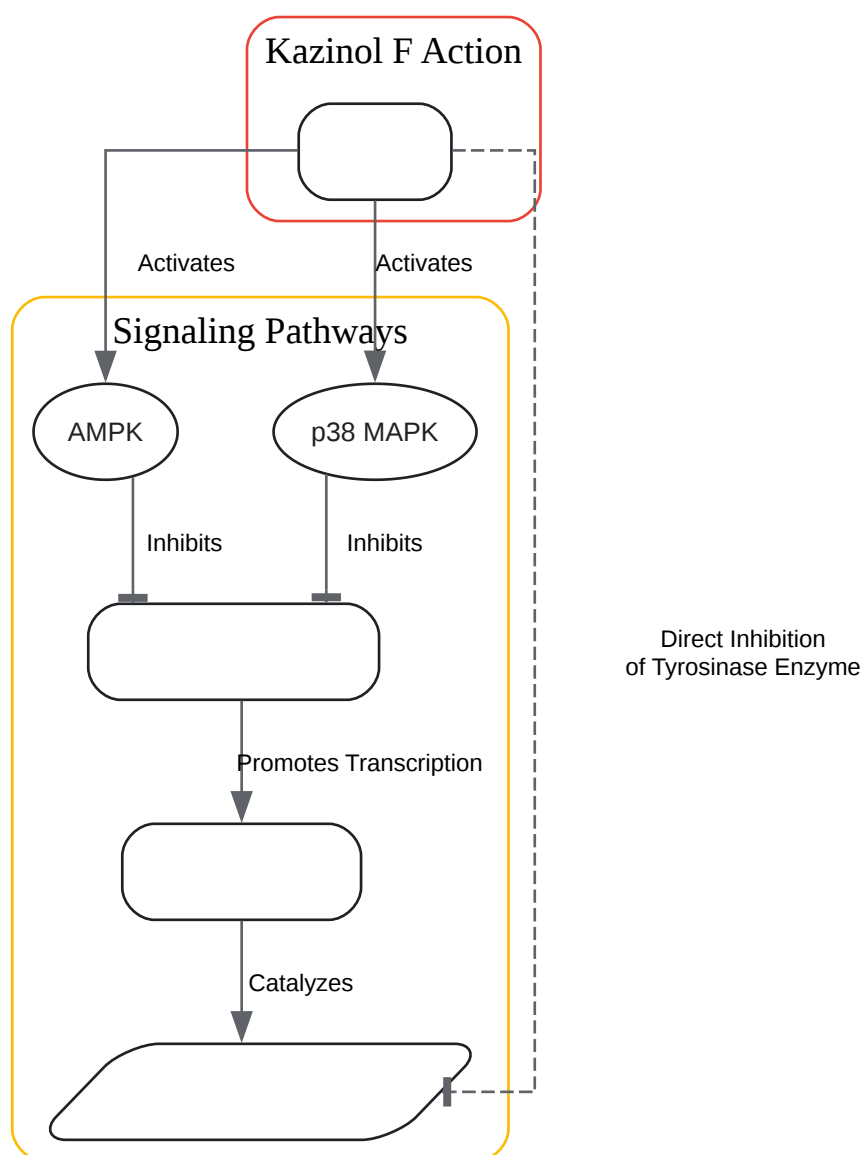 Kazinol F Action
Activates
Activates
Signaling Pathways
AMPK
p38 MAPK
Inhibits
Inhibits
Direct Inhibition
of Tyrosinase Enzyme
Promotes Transcription
Catalyzes